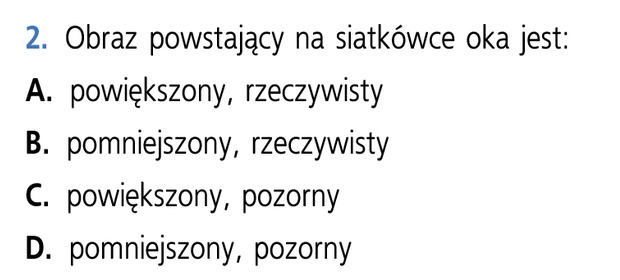 2. Obraz powstający na siatkówce oka jest:
A. powiększony, rzeczywisty
B. pomniejszony, rzeczywisty
C. powiększony, pozorny
D. pomniejszony, pozorny